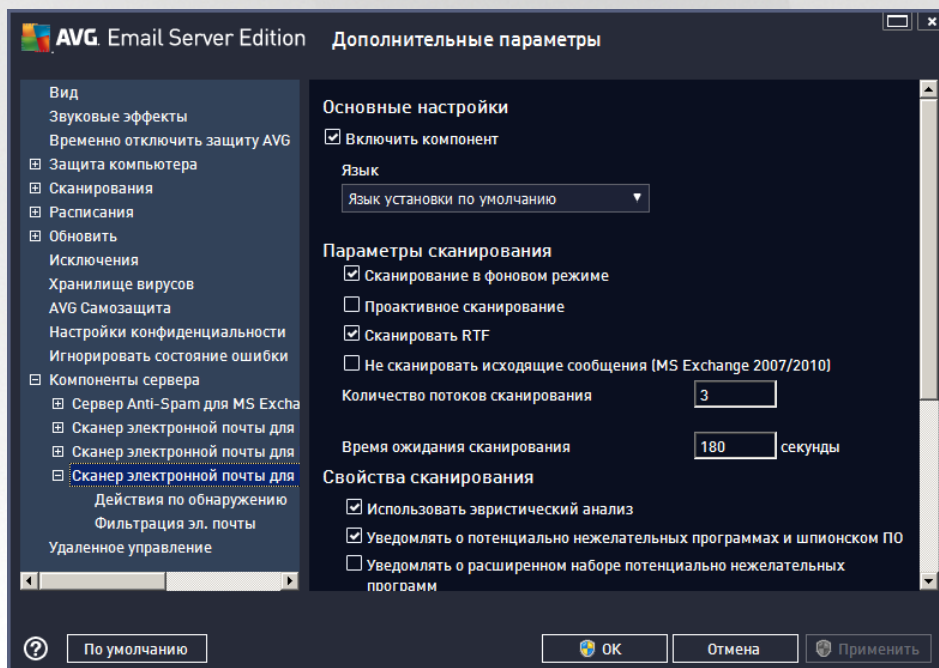 AVG. Email Server Edition
Дополнительные параметры
Вид
Звуковые эффекты
Временно отключить защиту AVG
Защита компьютера
Сканирования
Расписания
Обновить
Исключения
Хранилище вирусов
AVG Самозащита
Настройки конфиденциальности
Игнорировать состояние ошибки
Компоненты сервера
Сервер Anti-Spam для MS Excha
Сканер электронной почты для
Сканер электронной почты для
Сканер электронной почты для
Действия по обнаружению
Фильтрация эл. почты
Удаленное управление
Основные настройки
Включить компонент
Язык
Язык установки по умолчанию
Параметры сканирования
Сканирование в фоновом режиме
Проактивное сканирование
Сканировать RTF
Не сканировать исходящие сообщения (MS Exchange 2007/2010)
Количество потоков сканирования 3
Время ожидания сканирования 180 секунды
Свойства сканирования
Использовать эвристический анализ
Уведомлять о потенциально нежелательных программах и шпионском ПО
Уведомлять о расширенном наборе потенциально нежелательных
программ
? По умолчанию OK Отмена Применить